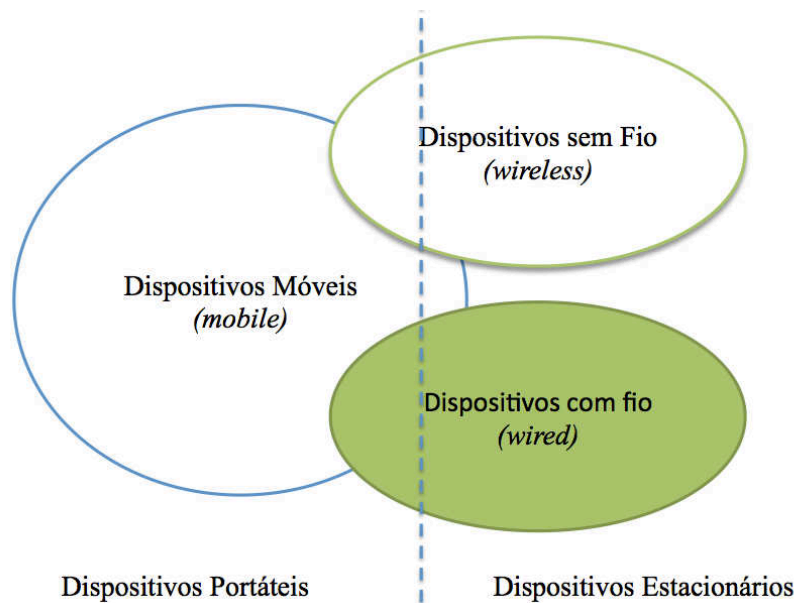 Dispositivos sem Fio
(wireless)
Dispositivos Móveis
(mobile)
Dispositivos com fio
(wired)
Dispositivos Portáteis
Dispositivos Estacionários